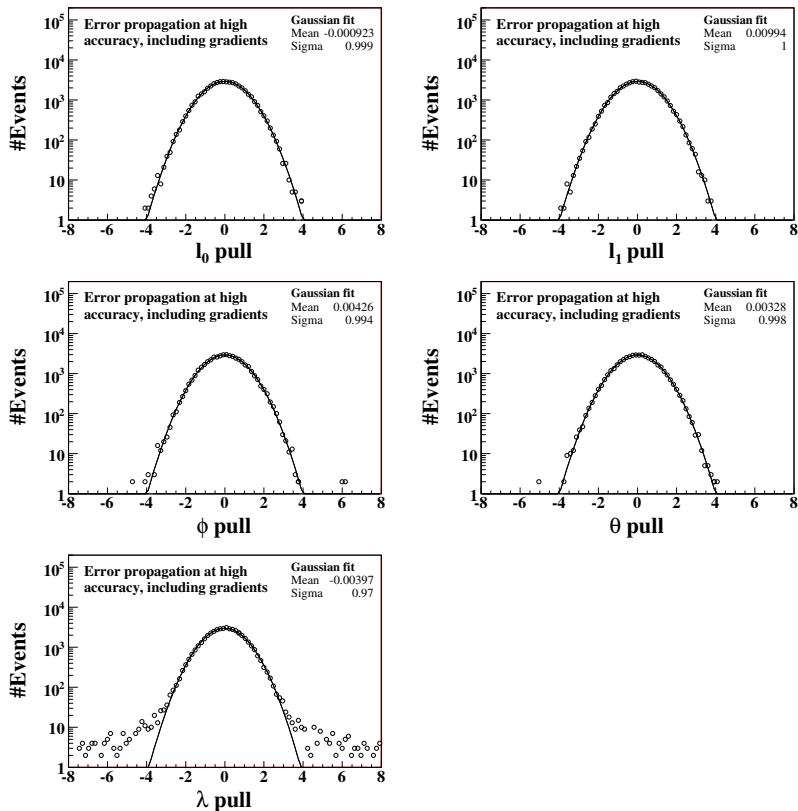 Error propagation at high
accuracy, including gradients
Gaussian fit
Mean -0.000923
Sigma 0.999
#Events
10⁵
10⁴
10³
10²
10
1
-8 -6 -4 -2 0 2 4 6 8
l₀ pull
Error propagation at high
accuracy, including gradients
Gaussian fit
Mean 0.00994
Sigma 1
#Events
10⁵
10⁴
10³
10²
10
1
-8 -6 -4 -2 0 2 4 6 8
l₁ pull
Error propagation at high
accuracy, including gradients
Gaussian fit
Mean 0.00426
Sigma 0.994
#Events
10⁵
10⁴
10³
10²
10
1
-8 -6 -4 -2 0 2 4 6 8
ϕ pull
Error propagation at high
accuracy, including gradients
Gaussian fit
Mean 0.00328
Sigma 0.998
#Events
10⁵
10⁴
10³
10²
10
1
-8 -6 -4 -2 0 2 4 6 8
θ pull
Error propagation at high
accuracy, including gradients
Gaussian fit
Mean -0.00397
Sigma 0.97
#Events
10⁵
10⁴
10³
10²
10
1
-8 -6 -4 -2 0 2 4 6 8
λ pull